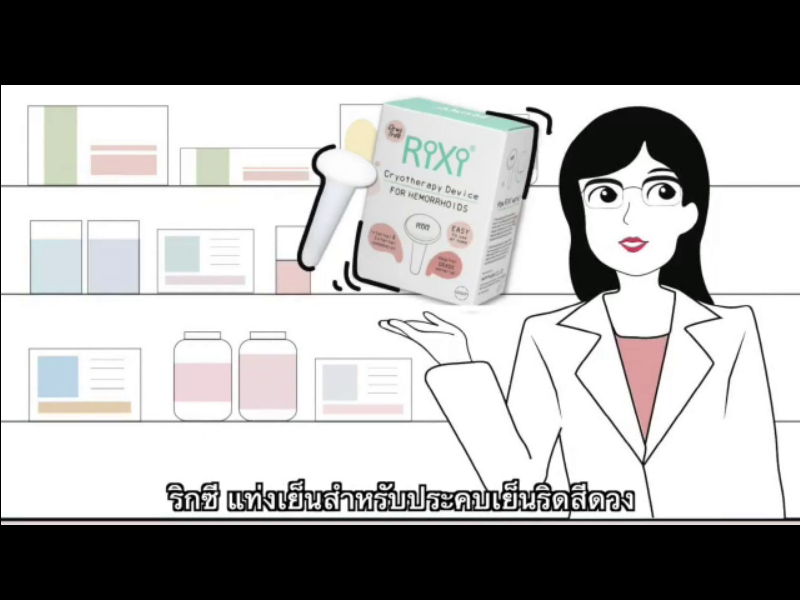 RiXi
Cryotherapy Device
FOR HEMORRHOIDS
RIXI
EASY
ริกซี แท่งเย็นสำหรับประคบเย็นริดสีดวง